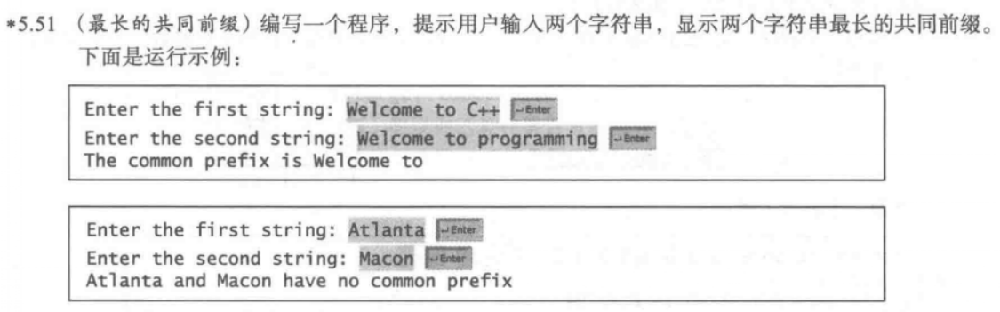 *5.51 （最长的共同前缀）编写一个程序，提示用户输入两个字符串，显示两个字符串最长的共同前缀。
下面是运行示例：
Enter the first string: Welcome to C++ ↵Enter
Enter the second string: Welcome to programming ↵Enter
The common prefix is Welcome to
Enter the first string: Atlanta ↵Enter
Enter the second string: Macon ↵Enter
Atlanta and Macon have no common prefix